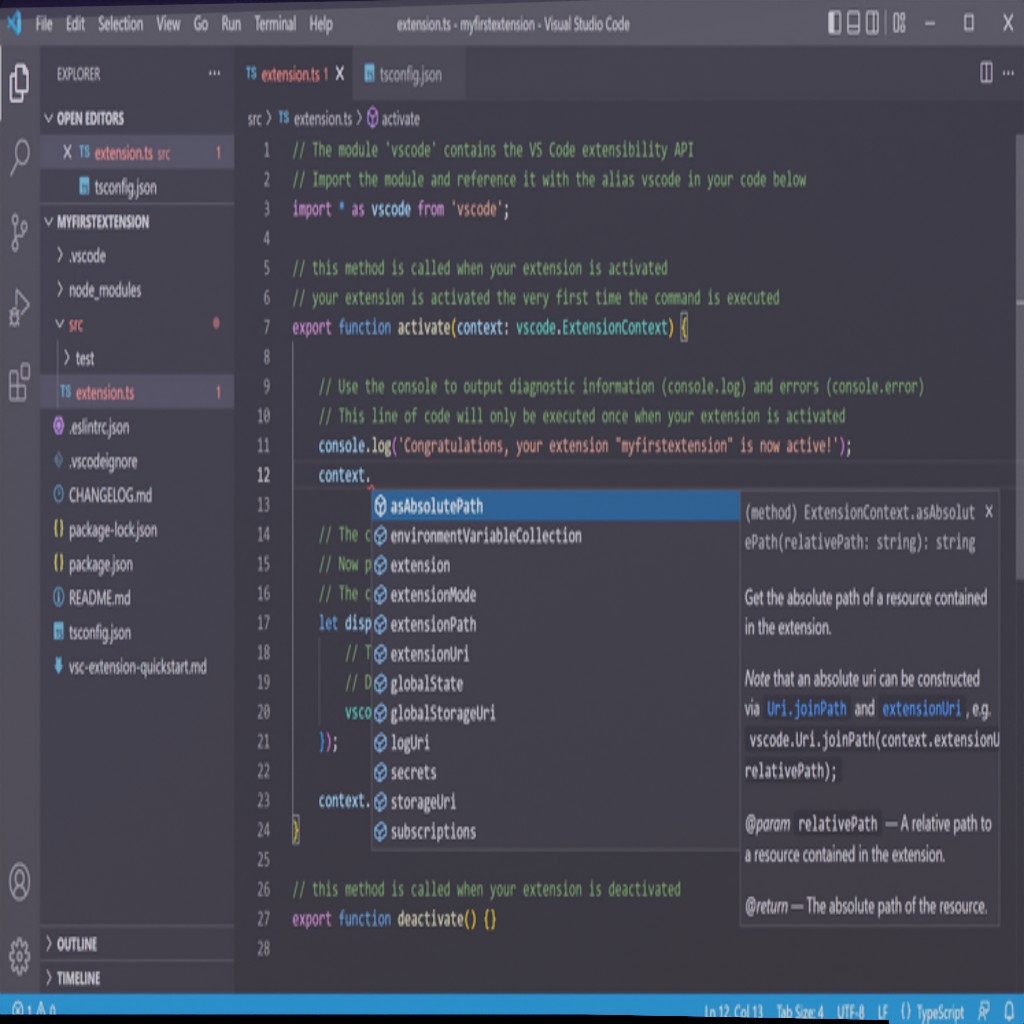 File Edit Selection View Go Run Terminal Help
extension.ts - myfirstextension - Visual Studio Code
EXPLORER
OPEN EDITORS
TS extension.ts src 1
tsconfig.json
MYFIRSTEXTENSION
.vscode
node_modules
src
test
TS extension.ts 1
.eslintrc.json
.vscodeignore
CHANGELOG.md
{} package-lock.json
{} package.json
README.md
tsconfig.json
vsc-extension-quickstart.md
OUTLINE
TIMELINE
TS extension.ts 1 X tsconfig.json
src > TS extension.ts > activate
1 // The module 'vscode' contains the VS Code extensibility API
2 // Import the module and reference it with the alias vscode in your code below
3 import * as vscode from 'vscode';
4
5 // this method is called when your extension is activated
6 // your extension is activated the very first time the command is executed
7 export function activate(context: vscode.ExtensionContext) {
8
9 // Use the console to output diagnostic information (console.log) and errors (console.error)
10 // This line of code will only be executed once when your extension is activated
11 console.log('Congratulations, your extension "myfirstextension" is now active!');
12 context.
13
14 // The c
15 // Now p
16 // The c
17 let disp
18 // T
19 // D
20 vsco
21 });
22
23 context.
24 }
25
26 // this method is called when your extension is deactivated
27 export function deactivate() {}
28
asAbsolutePath
environmentVariableCollection
extension
extensionMode
extensionPath
extensionUri
globalState
globalStorageUri
logUri
secrets
storageUri
subscriptions
(method) ExtensionContext.asAbsolut
ePath(relativePath: string): string
Get the absolute path of a resource contained
in the extension.
Note that an absolute uri can be constructed
via Uri.joinPath and extensionUri, e.g.
vscode.Uri.joinPath(context.extensionU
relativePath);
@param relativePath — A relative path to
a resource contained in the extension.
@return — The absolute path of the resource.
1 0
Ln 12, Col 13 Tab Size: 4 UTF-8 LF {} TypeScript